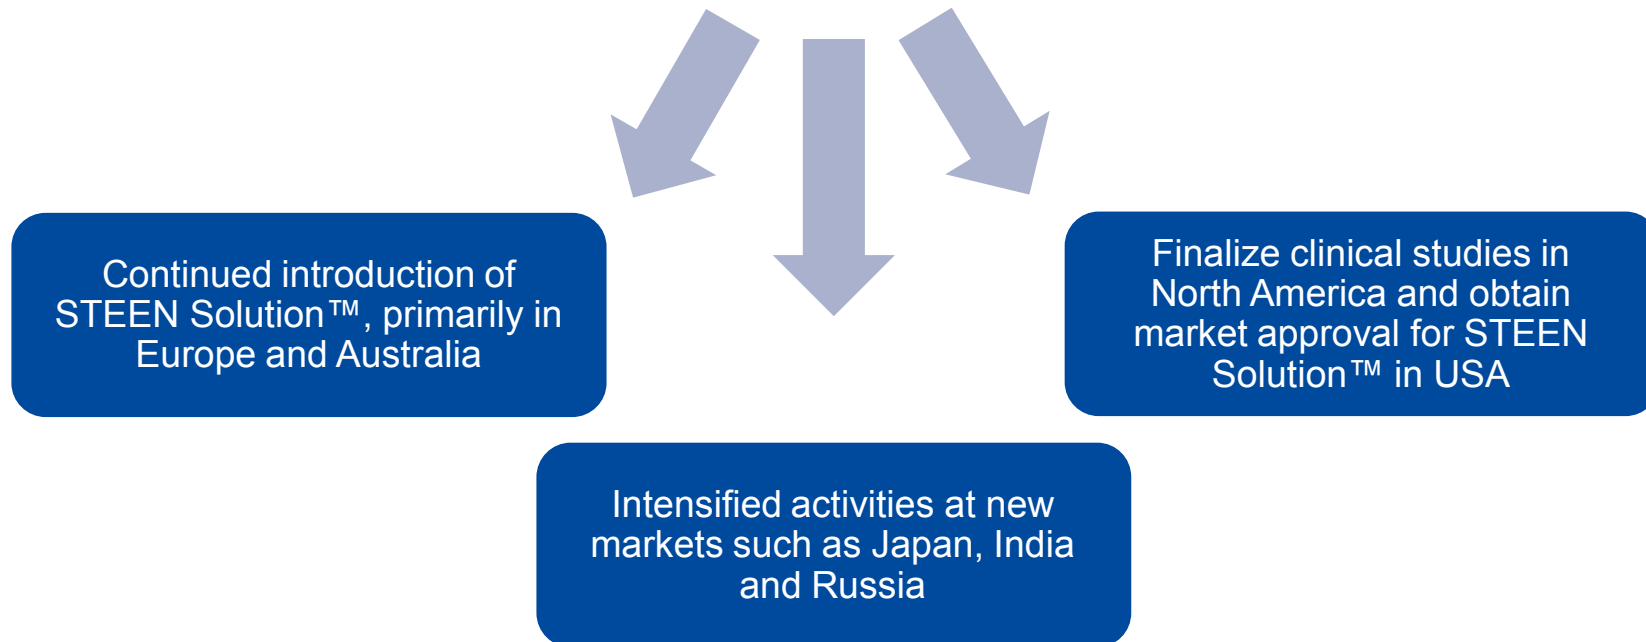 Continued introduction of
STEEN Solution™, primarily in
Europe and Australia
Finalize clinical studies in
North America and obtain
market approval for STEEN
Solution™ in USA
Intensified activities at new
markets such as Japan, India
and Russia